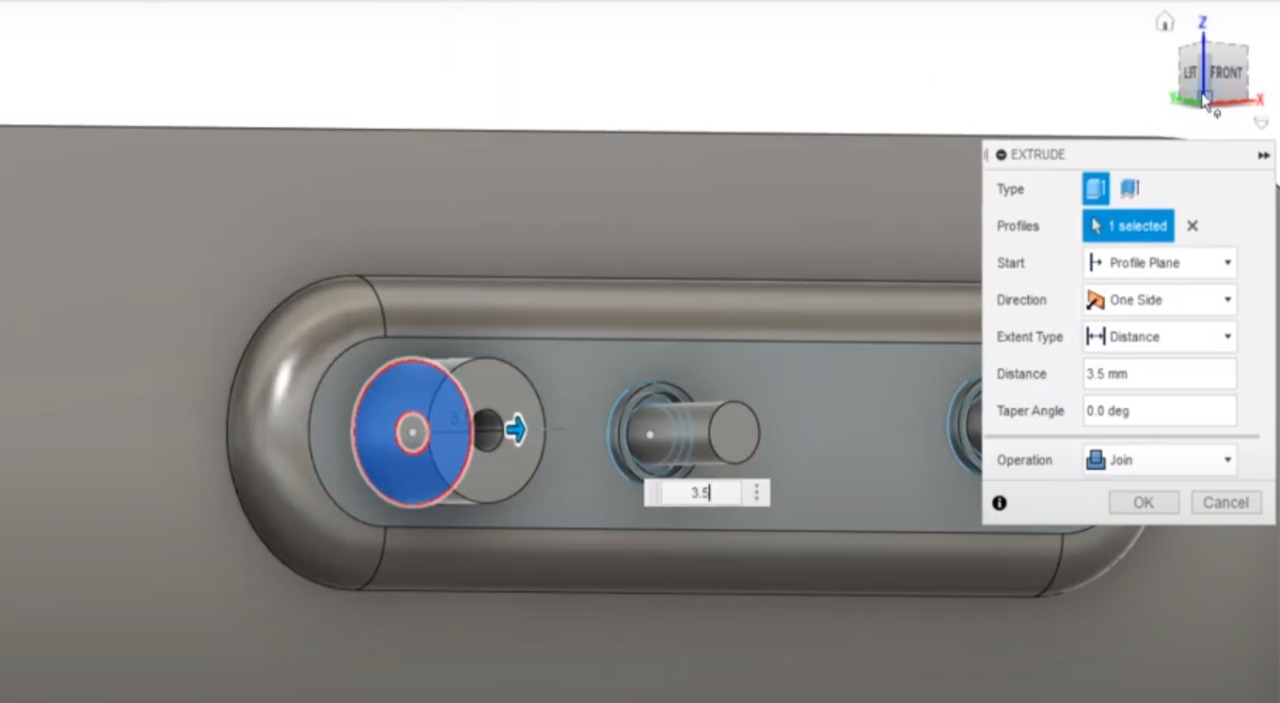 Z
LEFT FRONT
Y X
EXTRUDE
Type
Profiles 1 selected
Start Profile Plane
Direction One Side
Extent Type Distance
Distance 3.5 mm
Taper Angle 0.0 deg
Operation Join
OK Cancel
3.5